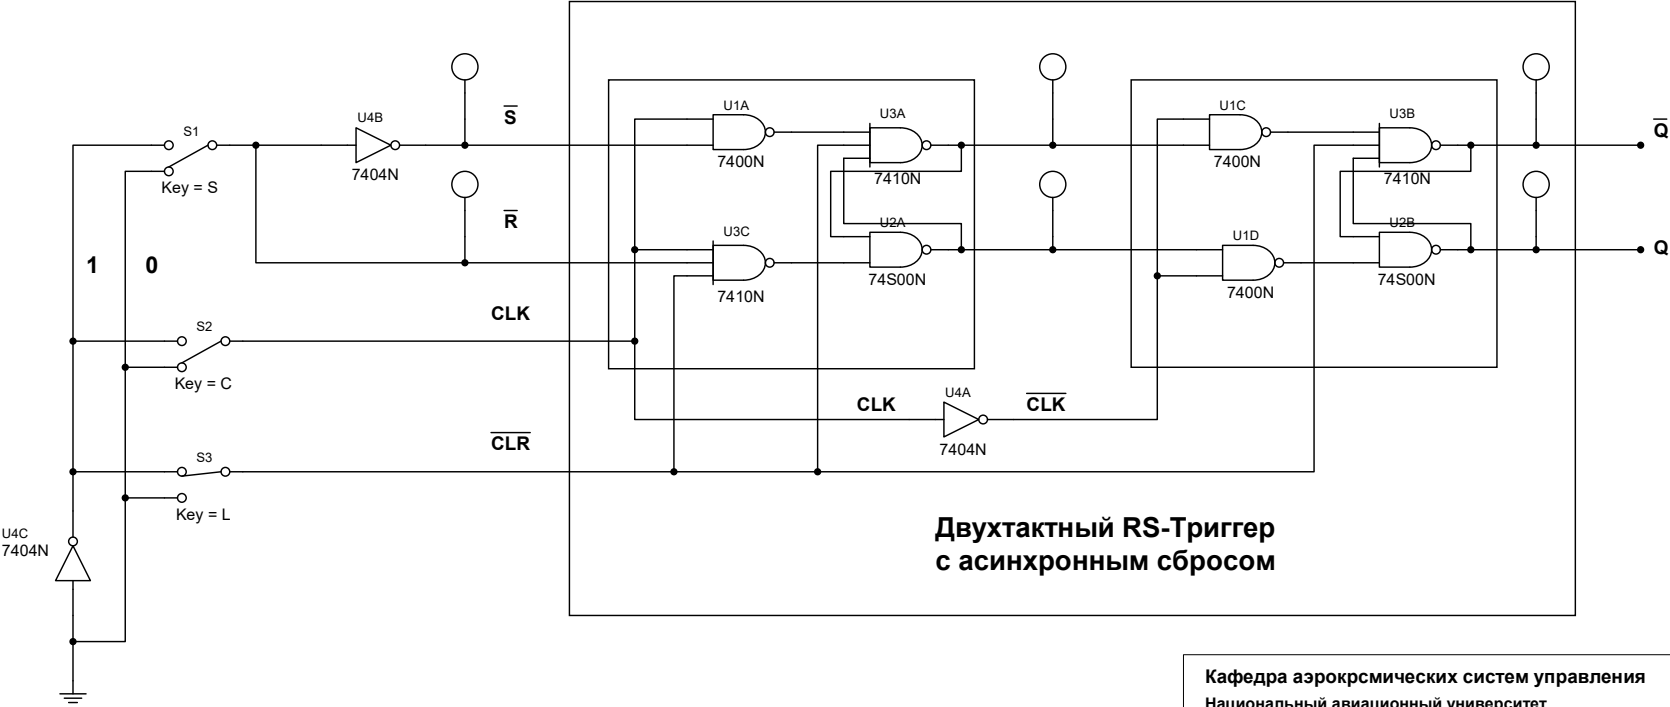 S1
Key = S
U4B
7404N
S
R
U1A
7400N
U3A
7410N
U3C
7410N
U2A
74S00N
U1C
7400N
U3B
7410N
U1D
7400N
U2B
74S00N
Q
Q
1 0
CLK
S2
Key = C
CLK
U4A
CLK
7404N
CLR
S3
Key = L
U4C
7404N
Двухтактный RS-Триггер
с асинхронным сбросом
Кафедра аэрокрсмических систем управления
Национальный авиационный университет